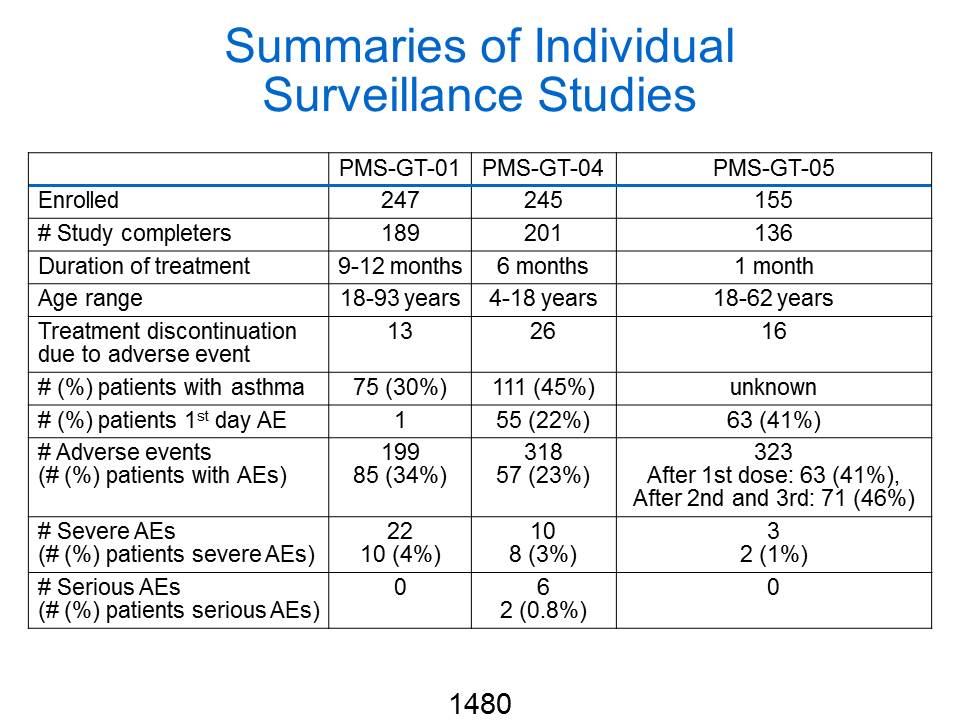 Summaries of Individual
Surveillance Studies
PMS-GT-01 PMS-GT-04 PMS-GT-05
Enrolled 247 245 155
# Study completers 189 201 136
Duration of treatment 9-12 months 6 months 1 month
Age range 18-93 years 4-18 years 18-62 years
Treatment discontinuation 13 26 16
due to adverse event
# (%) patients with asthma 75 (30%) 111 (45%) unknown
# (%) patients 1st day AE 1 55 (22%) 63 (41%)
# Adverse events 199 318 323
(# (%) patients with AEs) 85 (34%) 57 (23%) After 1st dose: 63 (41%),
After 2nd and 3rd: 71 (46%)
# Severe AEs 22 10 3
(# (%) patients severe AEs) 10 (4%) 8 (3%) 2 (1%)
# Serious AEs 0 6 0
(# (%) patients serious AEs) 2 (0.8%)
1480